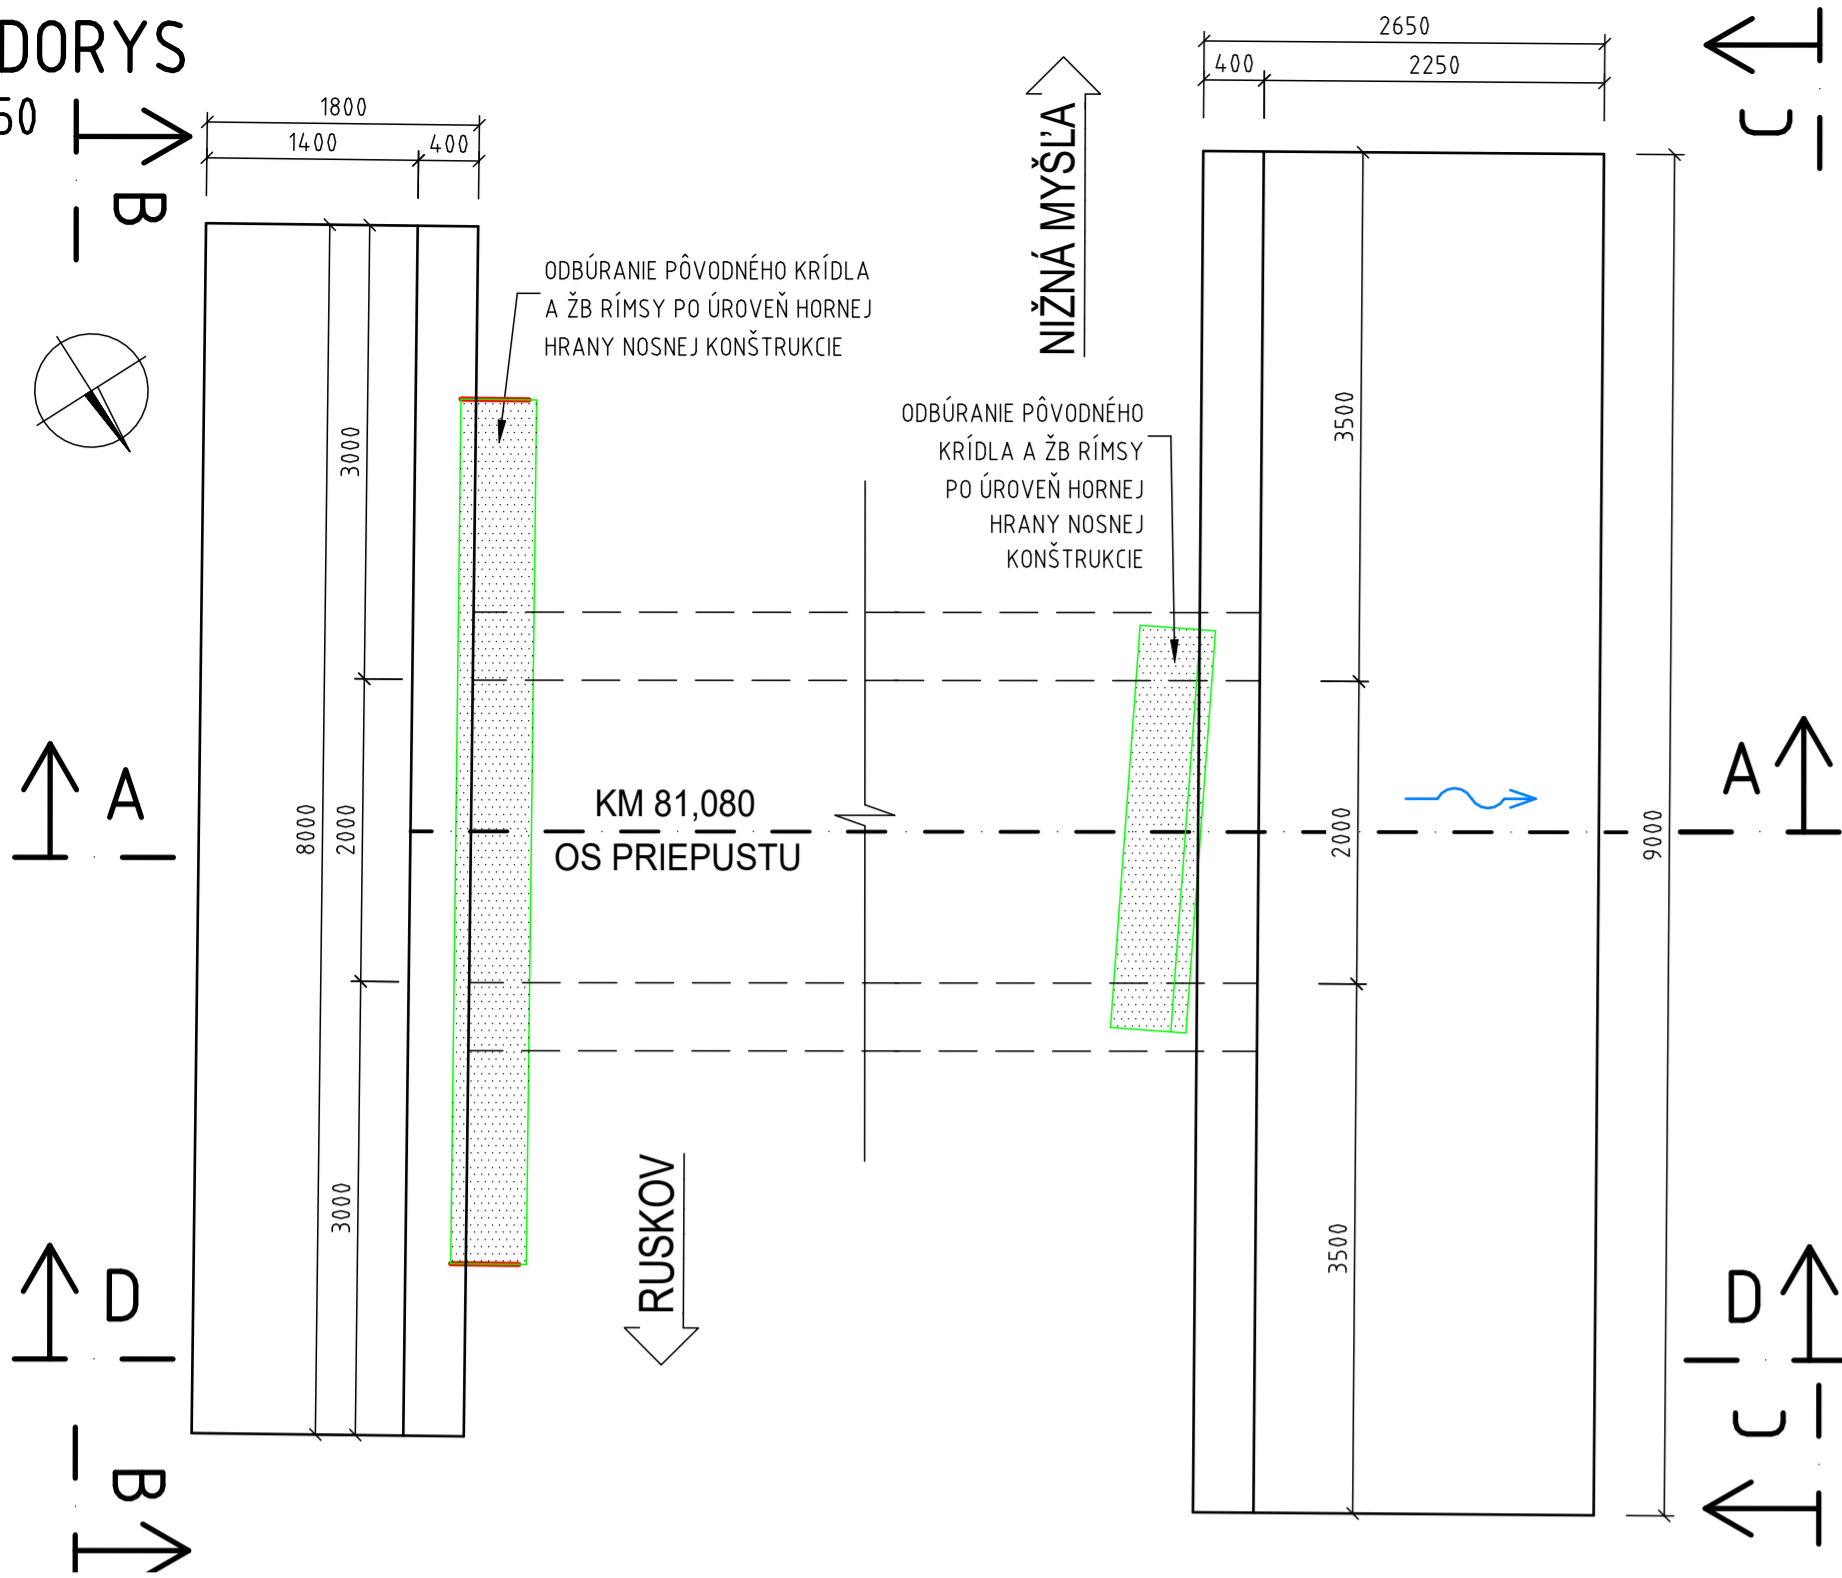 DORYS
50
B
1800
1400
400
2650
400
2250
C
NIŽNÁ MYŠĽA
ODBÚRANIE PÔVODNÉHO KRÍDLA
A ŽB RÍMSY PO ÚROVEŇ HORNEJ
HRANY NOSNEJ KONŠTRUKCIE
ODBÚRANIE PÔVODNÉHO
KRÍDLA A ŽB RÍMSY
PO ÚROVEŇ HORNEJ
HRANY NOSNEJ
KONŠTRUKCIE
3000
3500
A
8000
2000
KM 81,080
OS PRIEPUSTU
2000
9000
A
3000
RUSKOV
3500
D
D
B
C